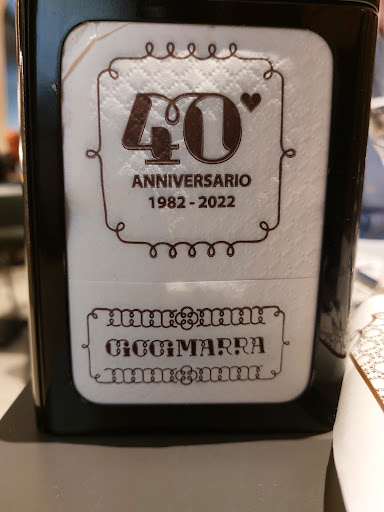 40
ANNIVERSARIO
1982 - 2022
CICCIMARRA